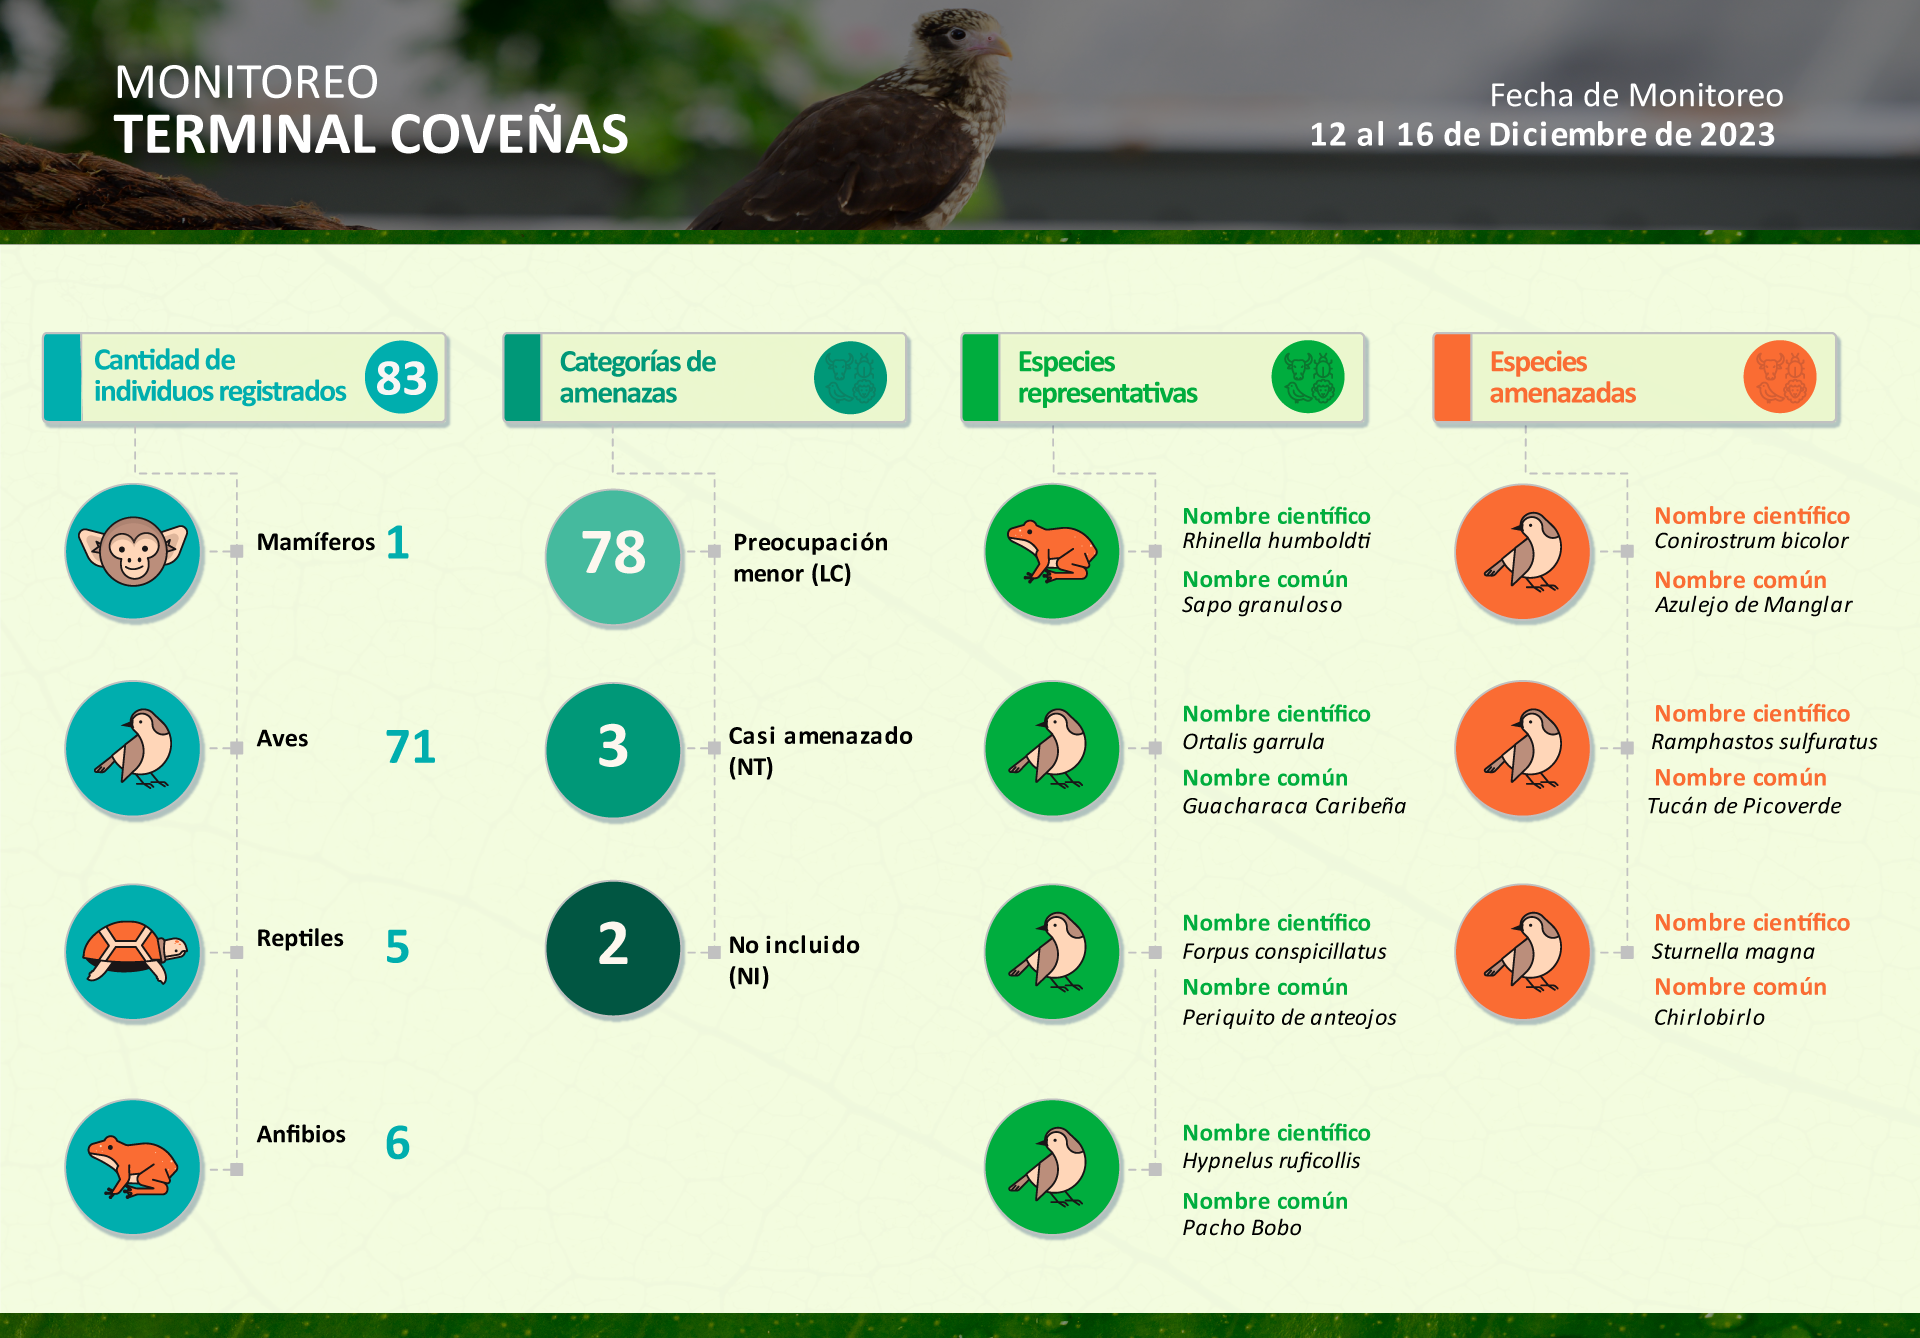 MONITOREO
TERMINAL COVEÑAS
Fecha de Monitoreo
12 al 16 de Diciembre de 2023
Cantidad de
individuos registrados
83
Mamíferos 1
Aves 71
Reptiles 5
Anfibios 6
Categorías de
amenazas
78
Preocupación
menor (LC)
3
Casi amenazado
(NT)
2
No incluido
(NI)
Especies
representativas
Nombre científico
Rhinella humboldti
Nombre común
Sapo granuloso
Nombre científico
Ortalis garrula
Nombre común
Guacharaca Caribeña
Nombre científico
Forpus conspicillatus
Nombre común
Periquito de anteojos
Nombre científico
Hypnelus ruficollis
Nombre común
Pacho Bobo
Especies
amenazadas
Nombre científico
Conirostrum bicolor
Nombre común
Azulejo de Manglar
Nombre científico
Ramphastos sulfuratus
Nombre común
Tucán de Picoverde
Nombre científico
Sturnella magna
Nombre común
Chirlobirlo